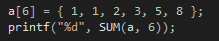 a[6] = { 1, 1, 2, 3, 5, 8 };
printf("%d", SUM(a, 6));